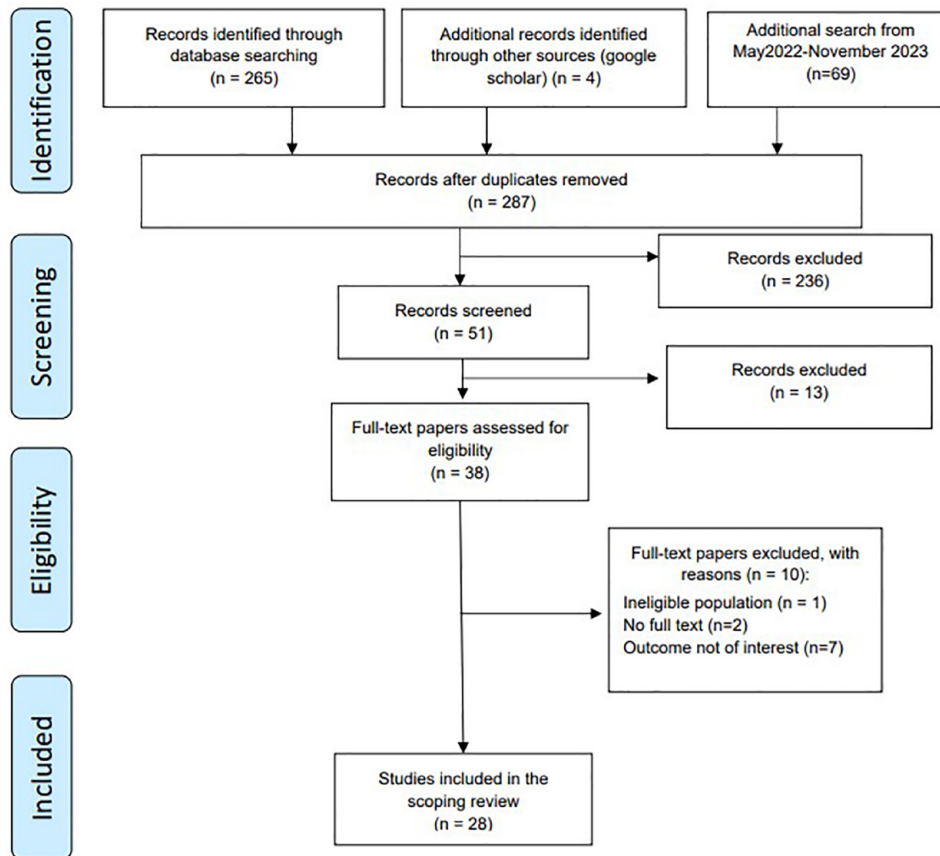 Identification
Records identified through
database searching
(n = 265)
Additional records identified
through other sources (google
scholar) (n = 4)
Additional search from
May2022-November 2023
(n=69)
Records after duplicates removed
(n = 287)
Screening
Records excluded
(n = 236)
Records screened
(n = 51)
Records excluded
(n = 13)
Eligibility
Full-text papers assessed for
eligibility
(n = 38)
Full-text papers excluded, with
reasons (n = 10):
Ineligible population (n = 1)
No full text (n=2)
Outcome not of interest (n=7)
Included
Studies included in the
scoping review
(n = 28)